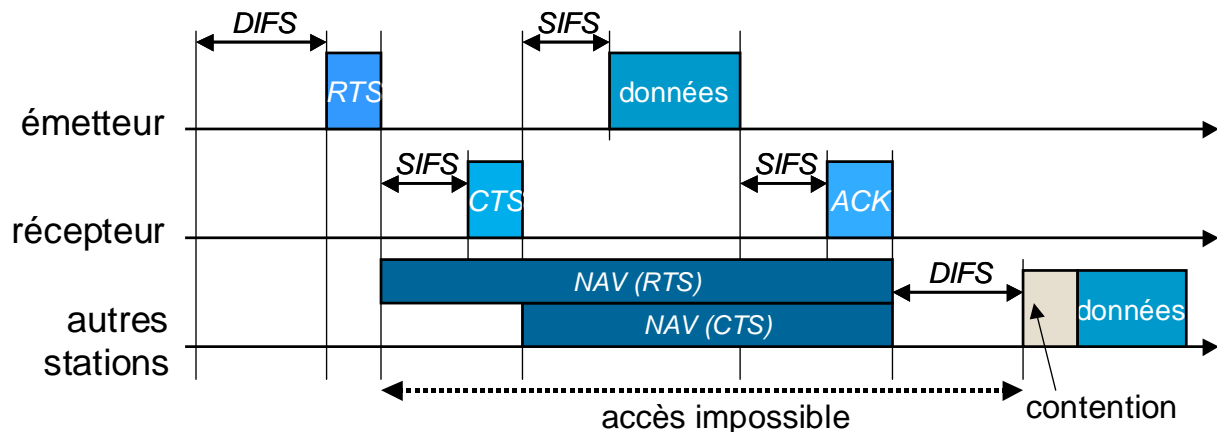 DIFS
SIFS
RTS
données
émetteur
SIFS
CTS
SIFS
ACK
récepteur
NAV (RTS)
DIFS
NAV (CTS)
données
autres
stations
accès impossible
contention